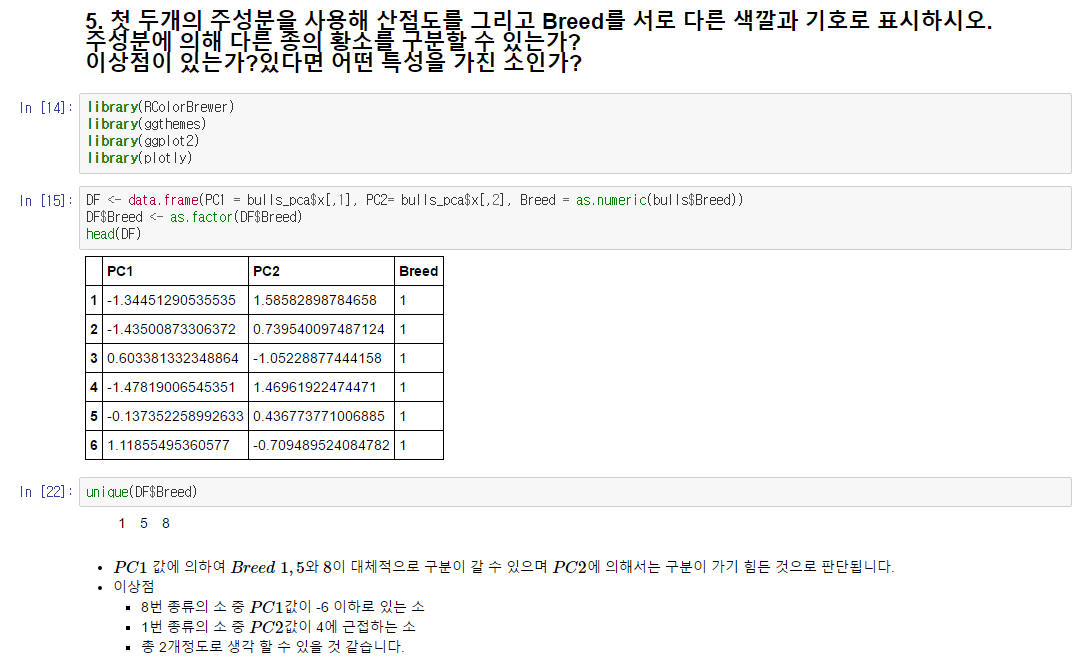 5. 첫 두개의 주성분을 사용해 산점도를 그리고 Breed를 서로 다른 색깔과 기호로 표시하시오.
주성분에 의해 다른 종의 황소를 구분할 수 있는가?
이상점이 있는가?있다면 어떤 특성을 가진 소인가?
In [14]: library(RColorBrewer)
library(ggthemes)
library(ggplot2)
library(plotly)
In [15]: DF <- data.frame(PC1 = bulls_pca$x[,1], PC2= bulls_pca$x[,2], Breed = as.numeric(bulls$Breed))
DF$Breed <- as.factor(DF$Breed)
head(DF)
PC1 PC2 Breed
1 -1.34451290535535 1.58582898784658 1
2 -1.43500873306372 0.739540097487124 1
3 0.603381332348864 -1.05228877444158 1
4 -1.47819006545351 1.46961922474471 1
5 -0.137352258992633 0.436773771006885 1
6 1.11855495360577 -0.709489524084782 1
In [22]: unique(DF$Breed)
1 5 8
• PC1 값에 의하여 Breed 1,5와 8이 대체적으로 구분이 갈 수 있으며 PC2에 의해서는 구분이 가기 힘든 것으로 판단됩니다.
• 이상점
▪ 8번 종류의 소 중 PC1값이 -6 이하로 있는 소
▪ 1번 종류의 소 중 PC2값이 4에 근접하는 소
▪ 총 2개정도로 생각 할 수 있을 것 같습니다.